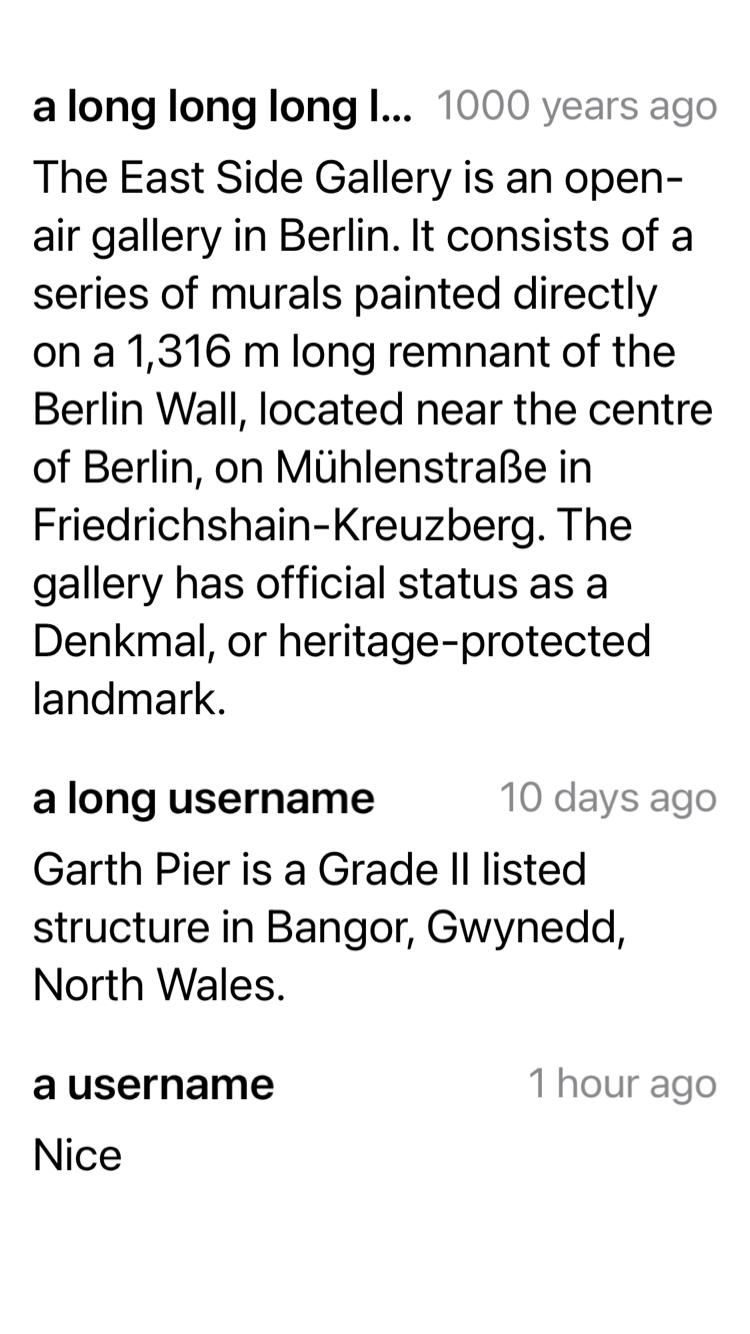 a long long long l... 1000 years ago
The East Side Gallery is an open-
air gallery in Berlin. It consists of a
series of murals painted directly
on a 1,316 m long remnant of the
Berlin Wall, located near the centre
of Berlin, on Mühlenstraße in
Friedrichshain-Kreuzberg. The
gallery has official status as a
Denkmal, or heritage-protected
landmark.
a long username 10 days ago
Garth Pier is a Grade II listed
structure in Bangor, Gwynedd,
North Wales.
a username 1 hour ago
Nice